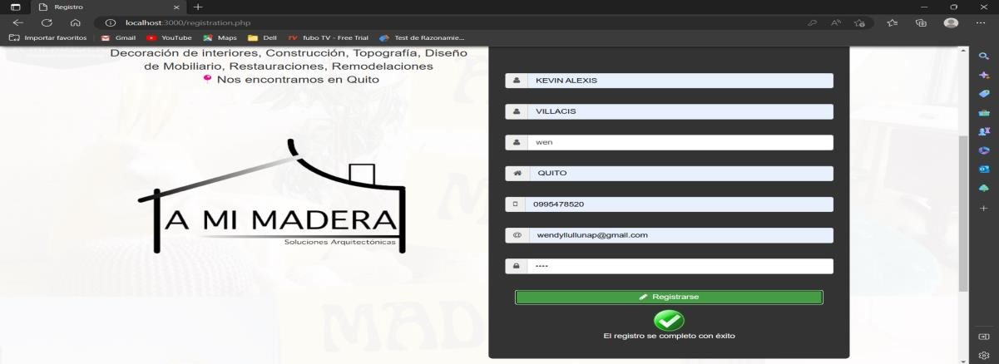 Registro
localhost:3000/registration.php
Importar favoritos
Gmail
YouTube
Maps
Dell
fubo TV - Free Trial
Test de Razonamie...
Decoración de interiores, Construcción, Topografía, Diseño
de Mobiliario, Restauraciones, Remodelaciones
Nos encontramos en Quito
A MI MADERA
Soluciones Arquitectónicas
KEVIN ALEXIS
VILLACIS
wen
QUITO
0995478520
wendyllullunap@gmail.com
Registrarse
El registro se completo con éxito